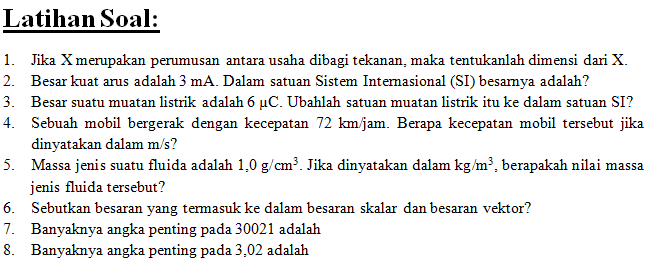 Latihan Soal:
1. Jika X merupakan perumusan antara usaha dibagi tekanan, maka tentukanlah dimensi dari X.
2. Besar kuat arus adalah 3 mA. Dalam satuan Sistem Internasional (SI) besarnya adalah?
3. Besar suatu muatan listrik adalah 6 µC. Ubahlah satuan muatan listrik itu ke dalam satuan SI?
4. Sebuah mobil bergerak dengan kecepatan 72 km/jam. Berapa kecepatan mobil tersebut jika
dinyatakan dalam m/s?
5. Massa jenis suatu fluida adalah 1,0 g/cm³. Jika dinyatakan dalam kg/m³, berapakah nilai massa
jenis fluida tersebut?
6. Sebutkan besaran yang termasuk ke dalam besaran skalar dan besaran vektor?
7. Banyaknya angka penting pada 30021 adalah
8. Banyaknya angka penting pada 3,02 adalah